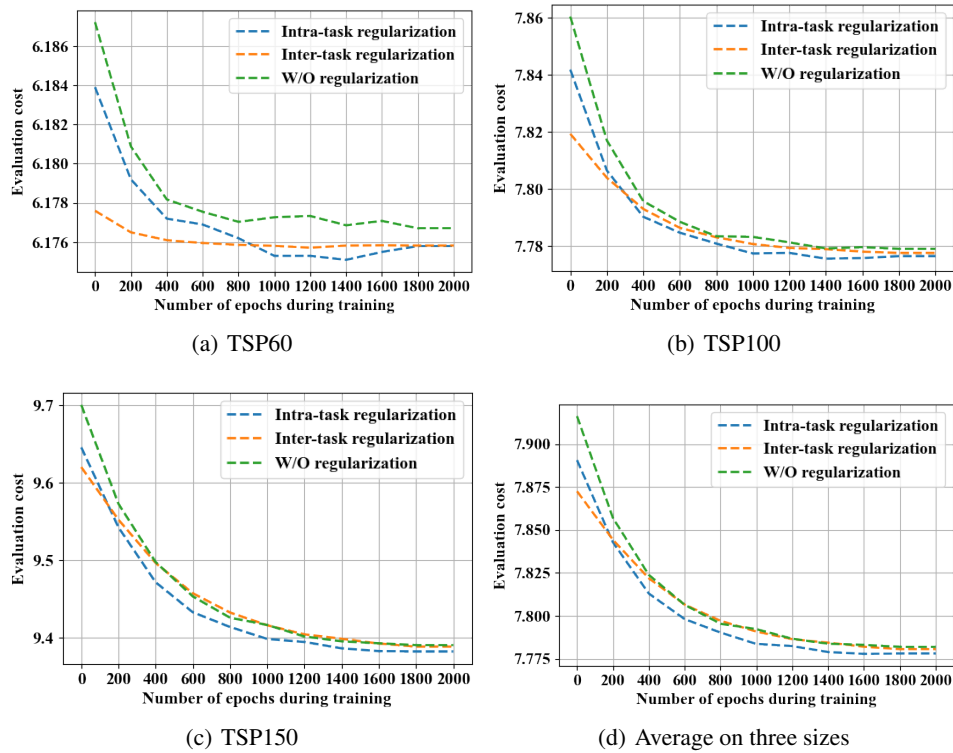 6.186
6.184
6.182
6.180
6.178
6.176
Evaluation cost
Intra-task regularization
Inter-task regularization
W/O regularization
0 200 400 600 800 1000 1200 1400 1600 1800 2000
Number of epochs during training
(a) TSP60
7.86
7.84
7.82
7.80
7.78
Evaluation cost
Intra-task regularization
Inter-task regularization
W/O regularization
0 200 400 600 800 1000 1200 1400 1600 1800 2000
Number of epochs during training
(b) TSP100
9.7
9.6
9.5
9.4
Evaluation cost
Intra-task regularization
Inter-task regularization
W/O regularization
0 200 400 600 800 1000 1200 1400 1600 1800 2000
Number of epochs during training
(c) TSP150
7.900
7.875
7.850
7.825
7.800
7.775
Evaluation cost
Intra-task regularization
Inter-task regularization
W/O regularization
0 200 400 600 800 1000 1200 1400 1600 1800 2000
Number of epochs during training
(d) Average on three sizes